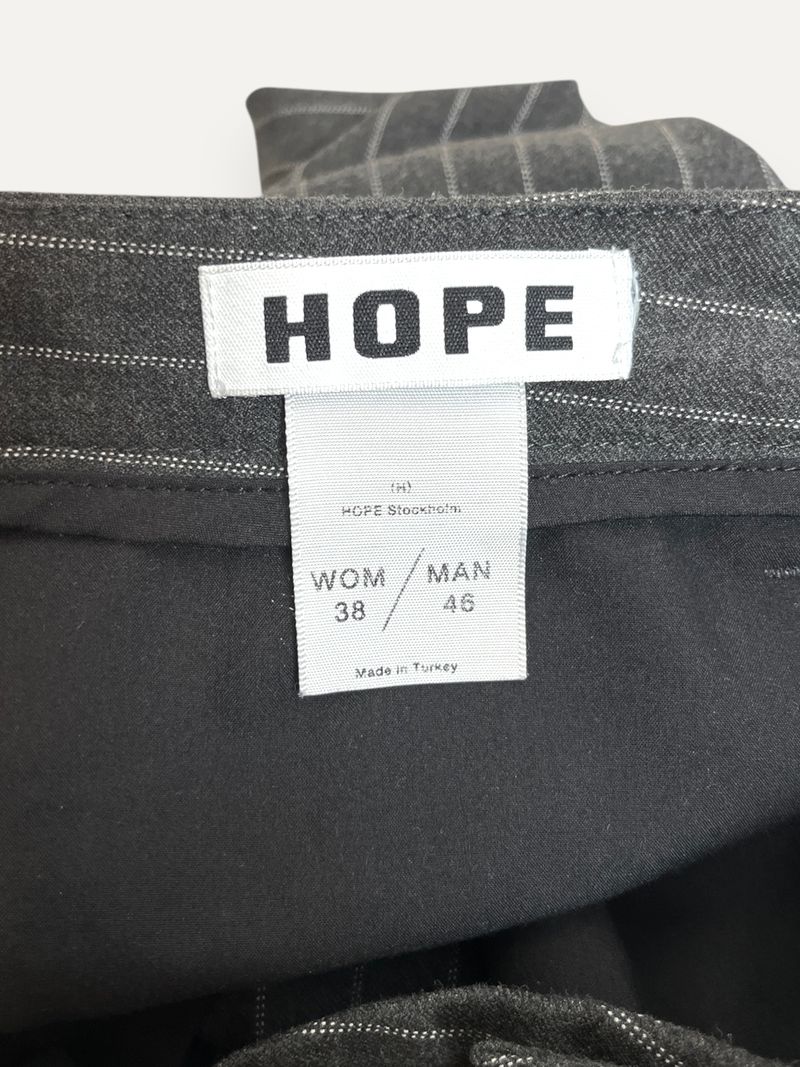 HOPE
(H)
HOPE Stockholm
WOM / MAN
38 / 46
Made in Turkey